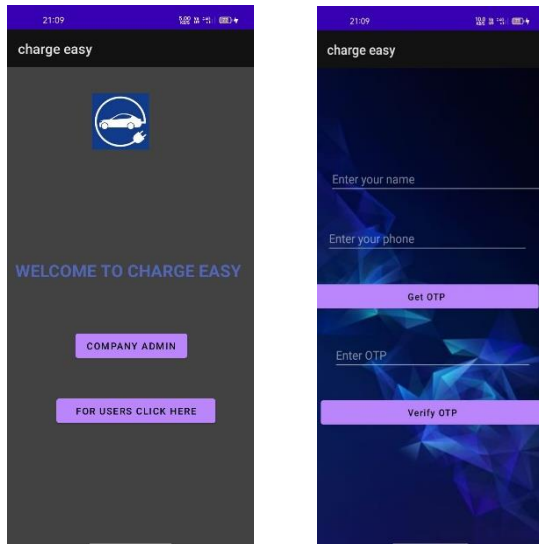 21:09
charge easy
WELCOME TO CHARGE EASY
COMPANY ADMIN
FOR USERS CLICK HERE
21:09
charge easy
Enter your name
Enter your phone
Get OTP
Enter OTP
Verify OTP